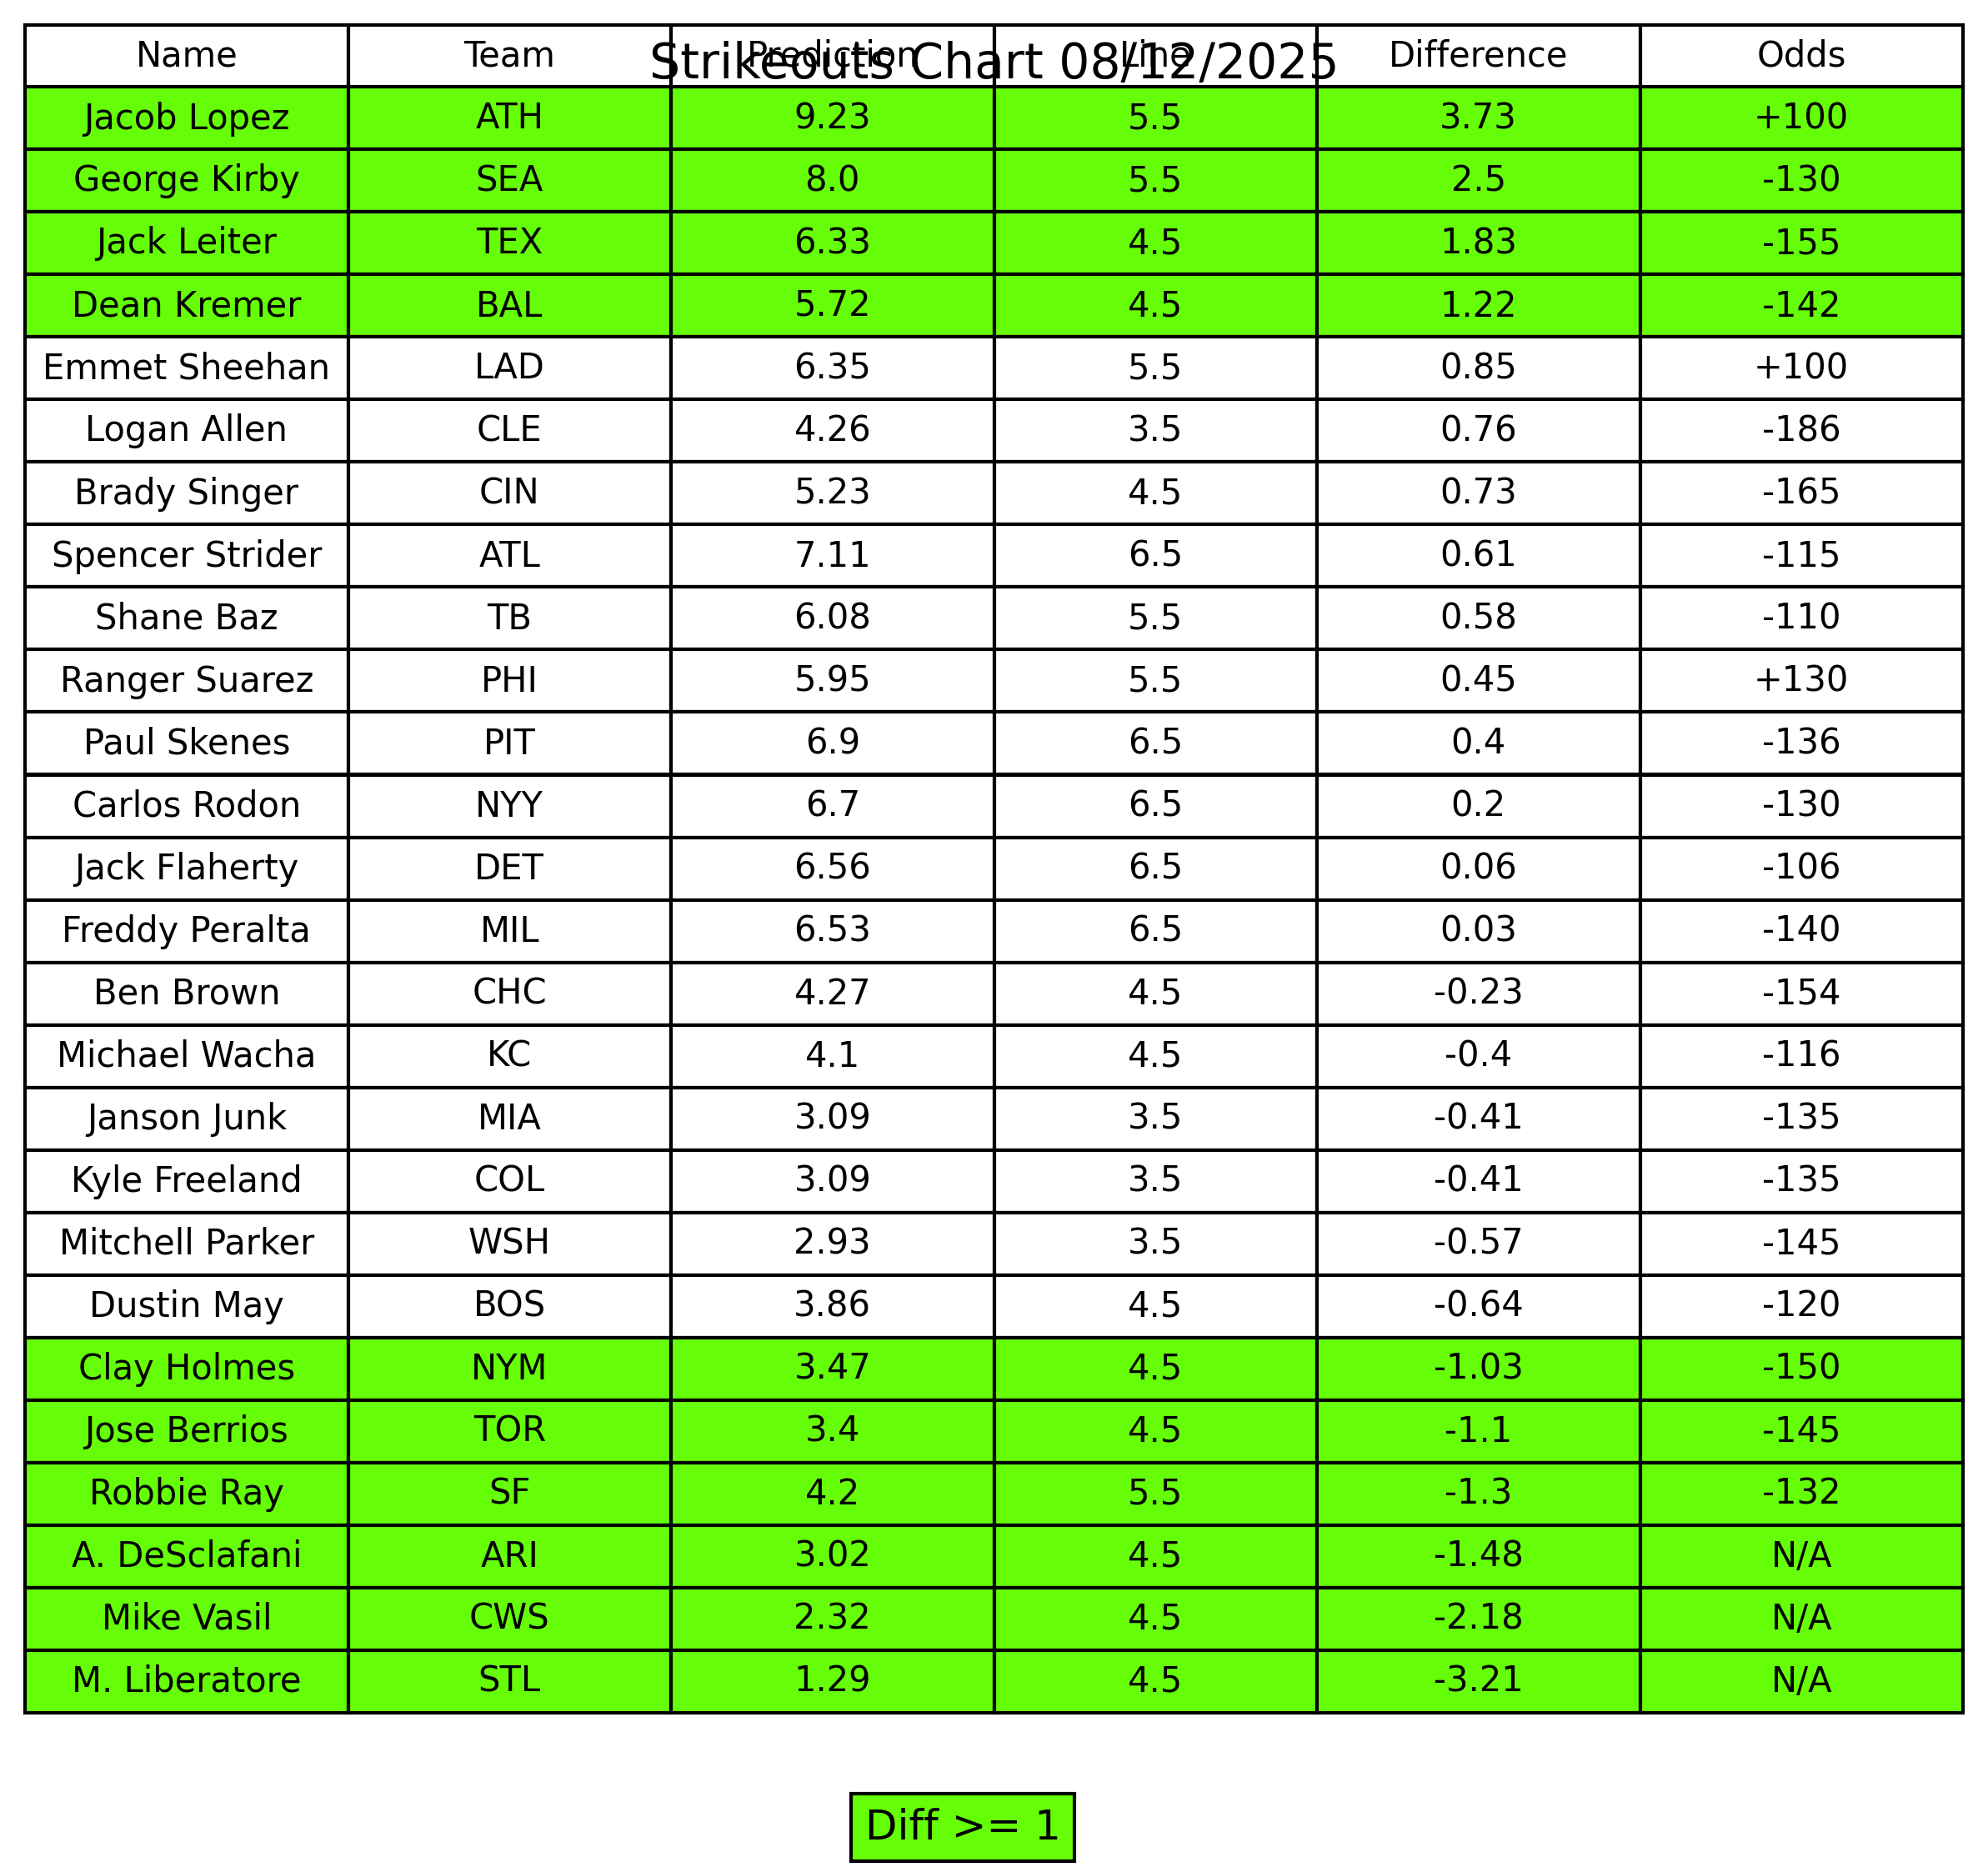 Strikeouts Chart 08/12/2025
Name Team Prediction Line Difference Odds
Jacob Lopez ATH 9.23 5.5 3.73 +100
George Kirby SEA 8.0 5.5 2.5 -130
Jack Leiter TEX 6.33 4.5 1.83 -155
Dean Kremer BAL 5.72 4.5 1.22 -142
Emmet Sheehan LAD 6.35 5.5 0.85 +100
Logan Allen CLE 4.26 3.5 0.76 -186
Brady Singer CIN 5.23 4.5 0.73 -165
Spencer Strider ATL 7.11 6.5 0.61 -115
Shane Baz TB 6.08 5.5 0.58 -110
Ranger Suarez PHI 5.95 5.5 0.45 +130
Paul Skenes PIT 6.9 6.5 0.4 -136
Carlos Rodon NYY 6.7 6.5 0.2 -130
Jack Flaherty DET 6.56 6.5 0.06 -106
Freddy Peralta MIL 6.53 6.5 0.03 -140
Ben Brown CHC 4.27 4.5 -0.23 -154
Michael Wacha KC 4.1 4.5 -0.4 -116
Janson Junk MIA 3.09 3.5 -0.41 -135
Kyle Freeland COL 3.09 3.5 -0.41 -135
Mitchell Parker WSH 2.93 3.5 -0.57 -145
Dustin May BOS 3.86 4.5 -0.64 -120
Clay Holmes NYM 3.47 4.5 -1.03 -150
Jose Berrios TOR 3.4 4.5 -1.1 -145
Robbie Ray SF 4.2 5.5 -1.3 -132
A. DeSclafani ARI 3.02 4.5 -1.48 N/A
Mike Vasil CWS 2.32 4.5 -2.18 N/A
M. Liberatore STL 1.29 4.5 -3.21 N/A
Diff >= 1